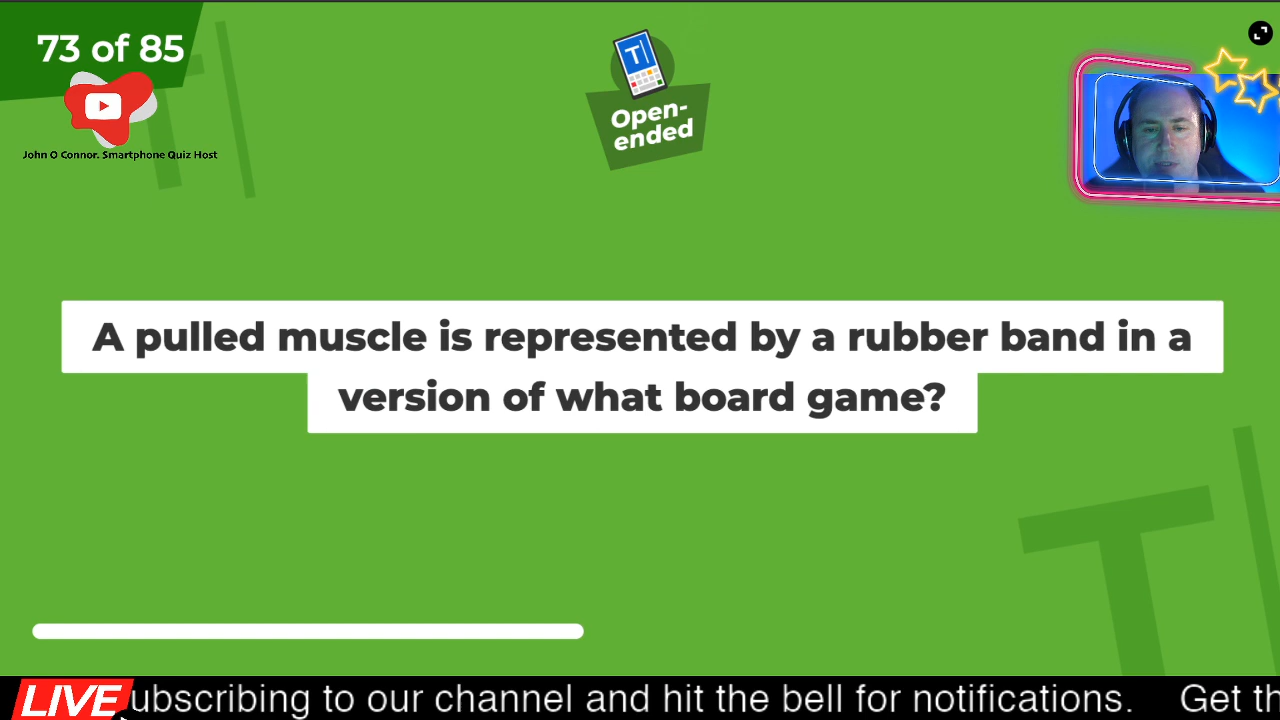 73 of 85
John O Connor. Smartphone Quiz Host
T
Open-
ended
A pulled muscle is represented by a rubber band in a
version of what board game?
T
LIVE
ubscribing to our channel and hit the bell for notifications. Get th